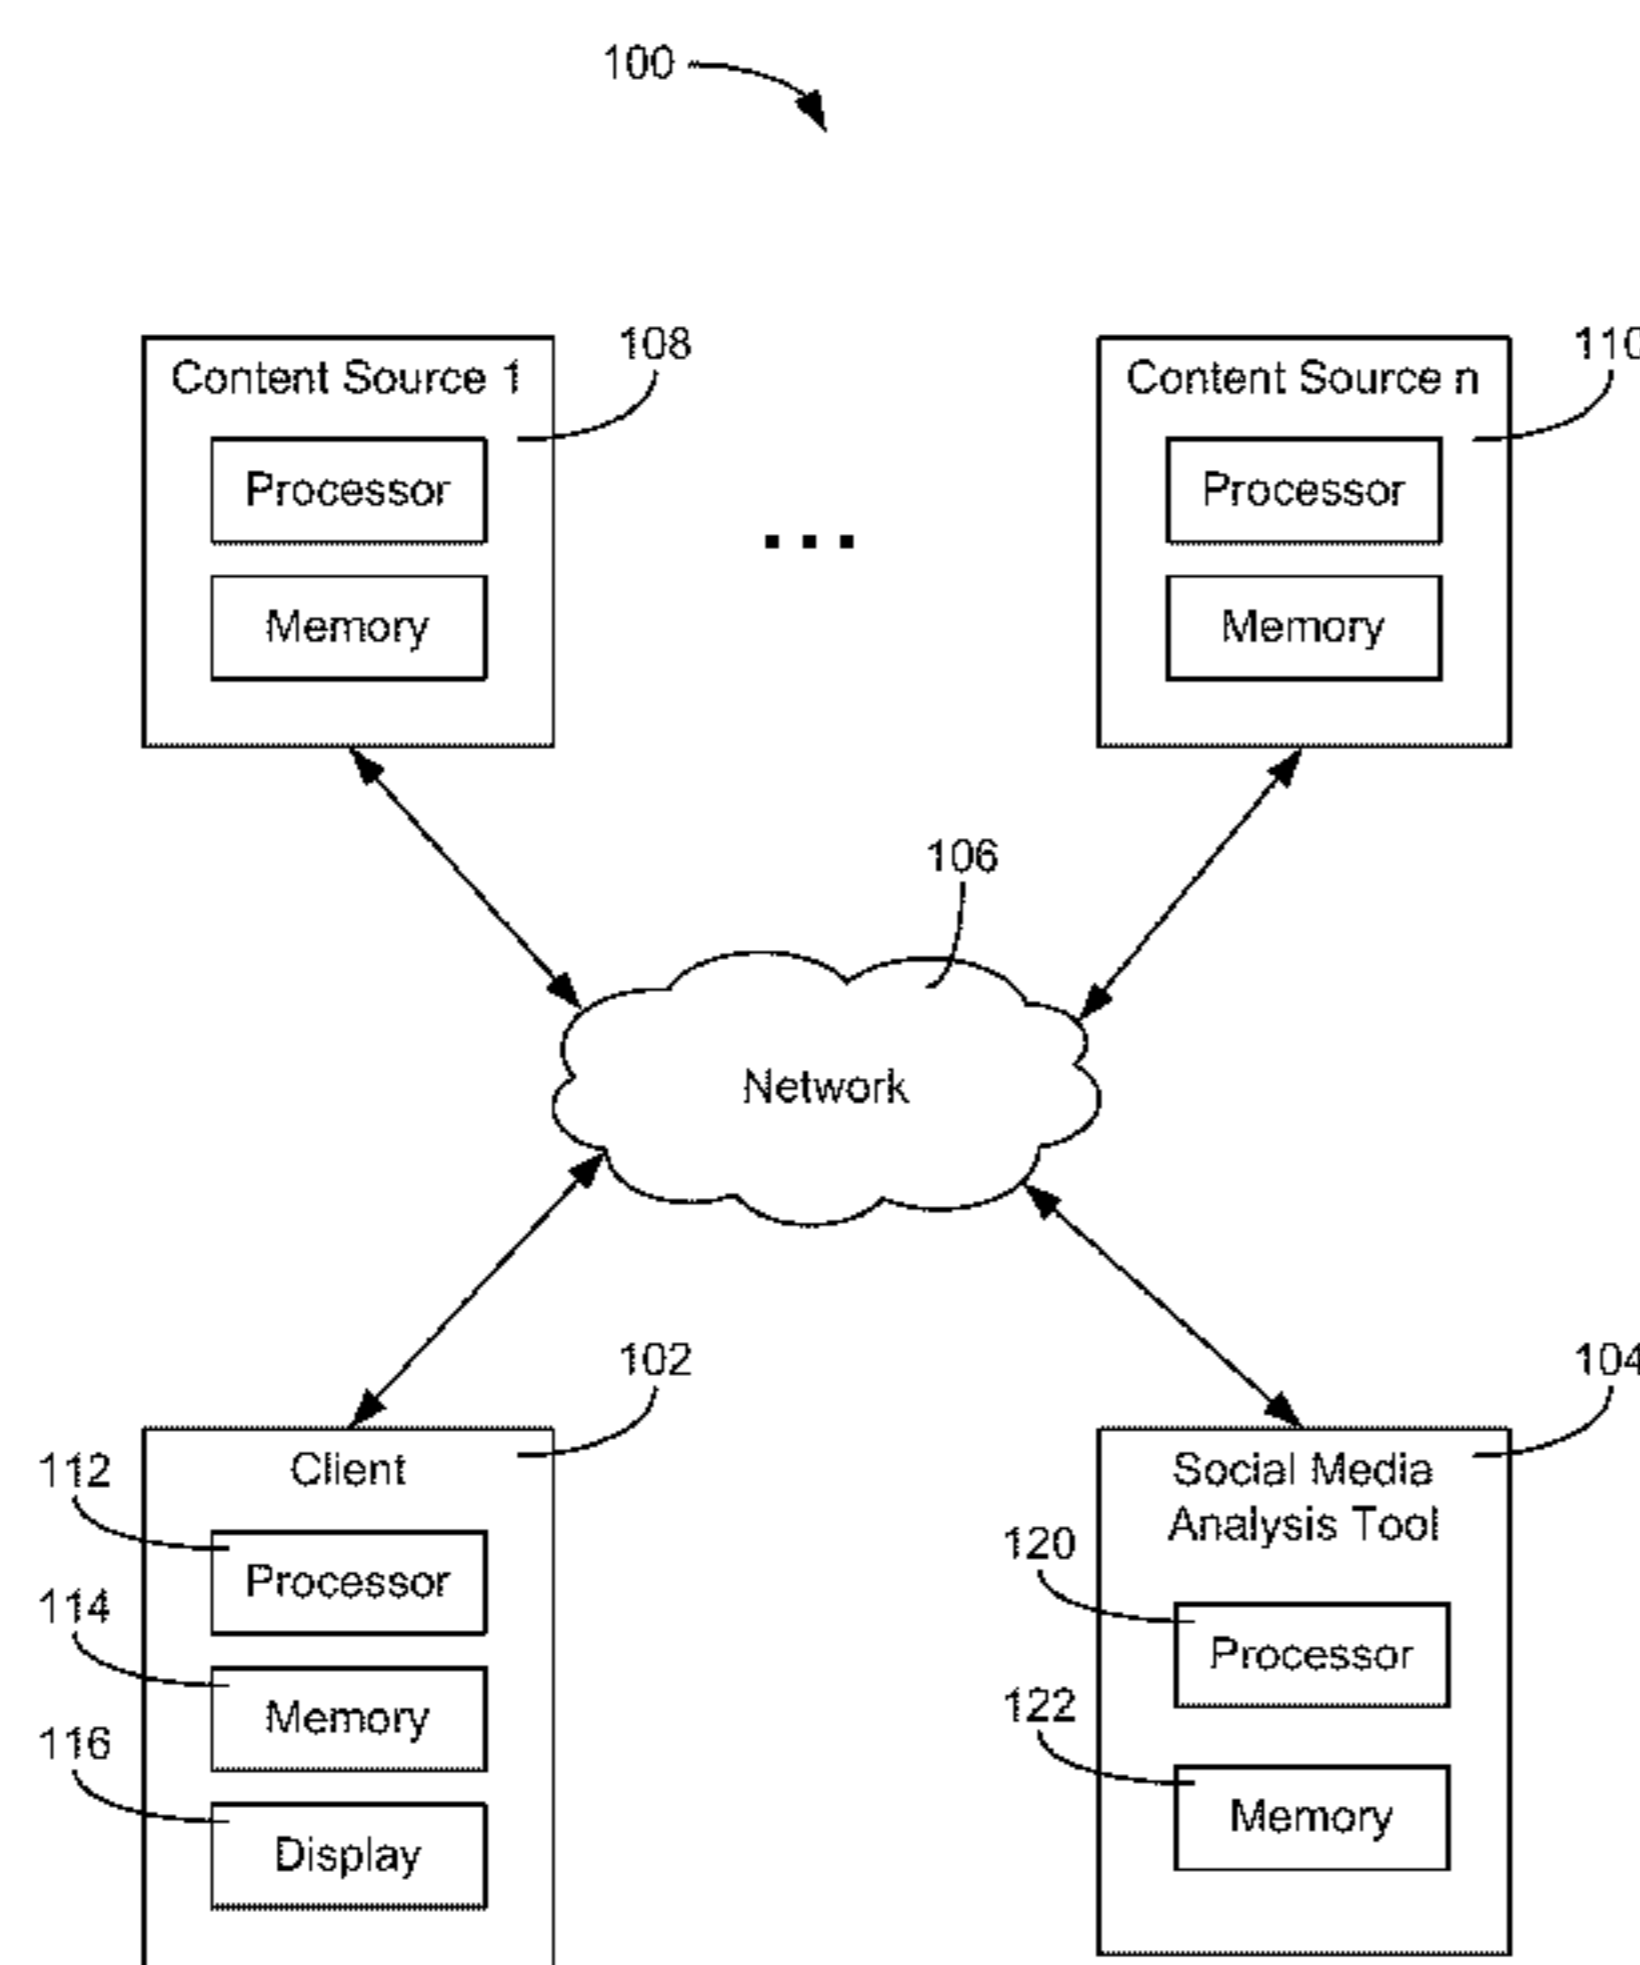 100
108
110
Content Source 1
Content Source n
Processor
Processor
...
Memory
Memory
106
Network
102
104
Client
Social Media
Analysis Tool
112
120
Processor
Processor
114
122
Memory
Memory
116
Display